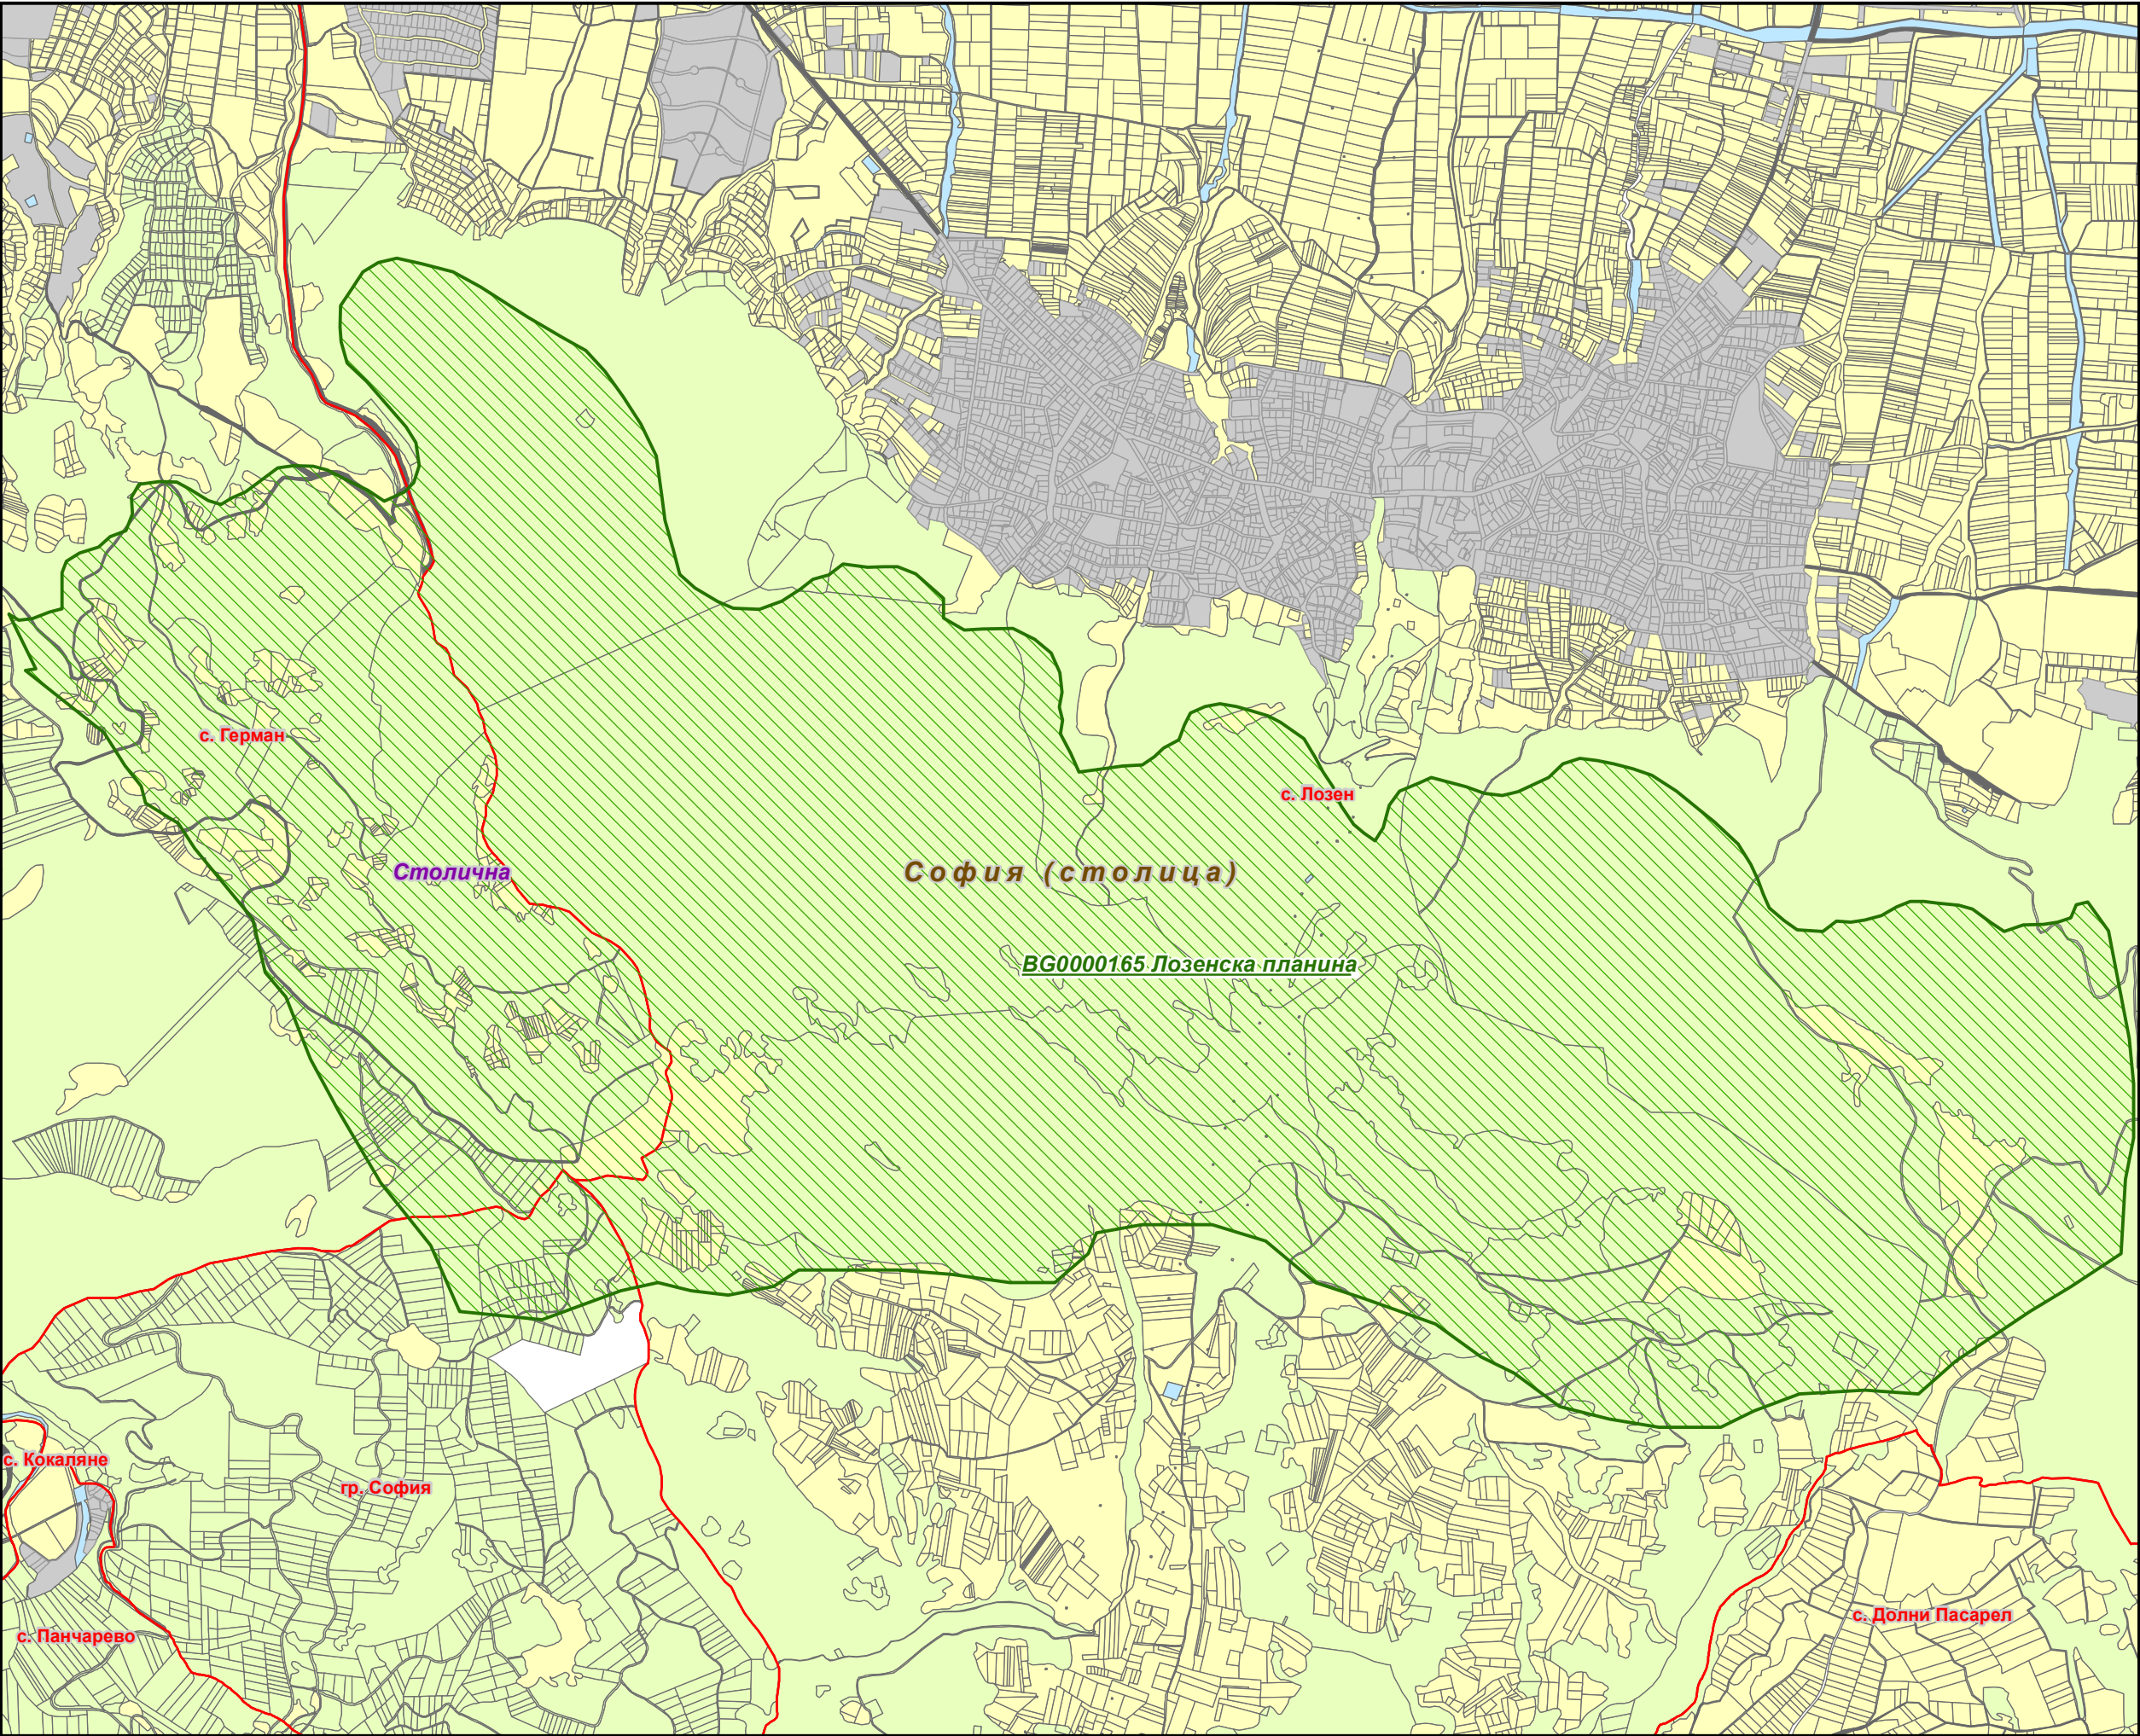 с. Герман
с. Лозен
Столична
София (столица)
BG0000165 Лозенска планина
с. Кокаляне
гр. София
с. Долни Пасарел
с. Панчарево